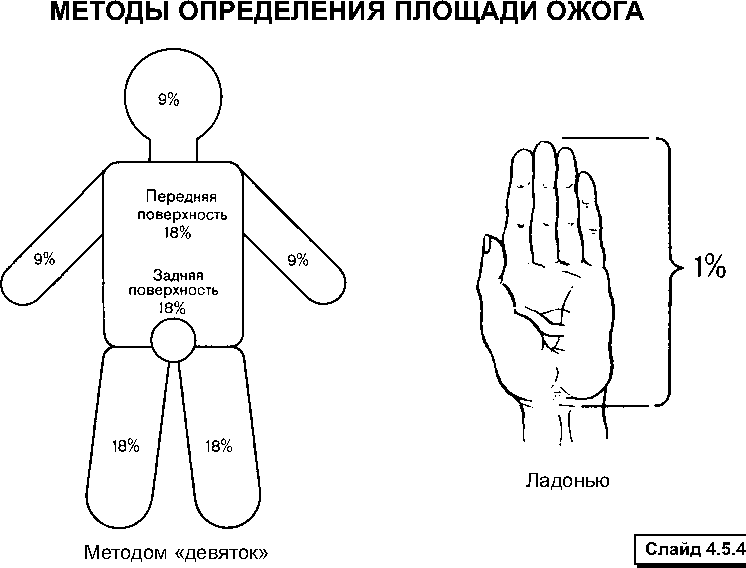 МЕТОДЫ ОПРЕДЕЛЕНИЯ ПЛОЩАДИ ОЖОГА
9%
Передняя
поверхность
18%
9%
9%
Задняя
поверхность
18%
18%
18%
Методом «девяток»
1%
Ладонью
Слайд 4.5.4